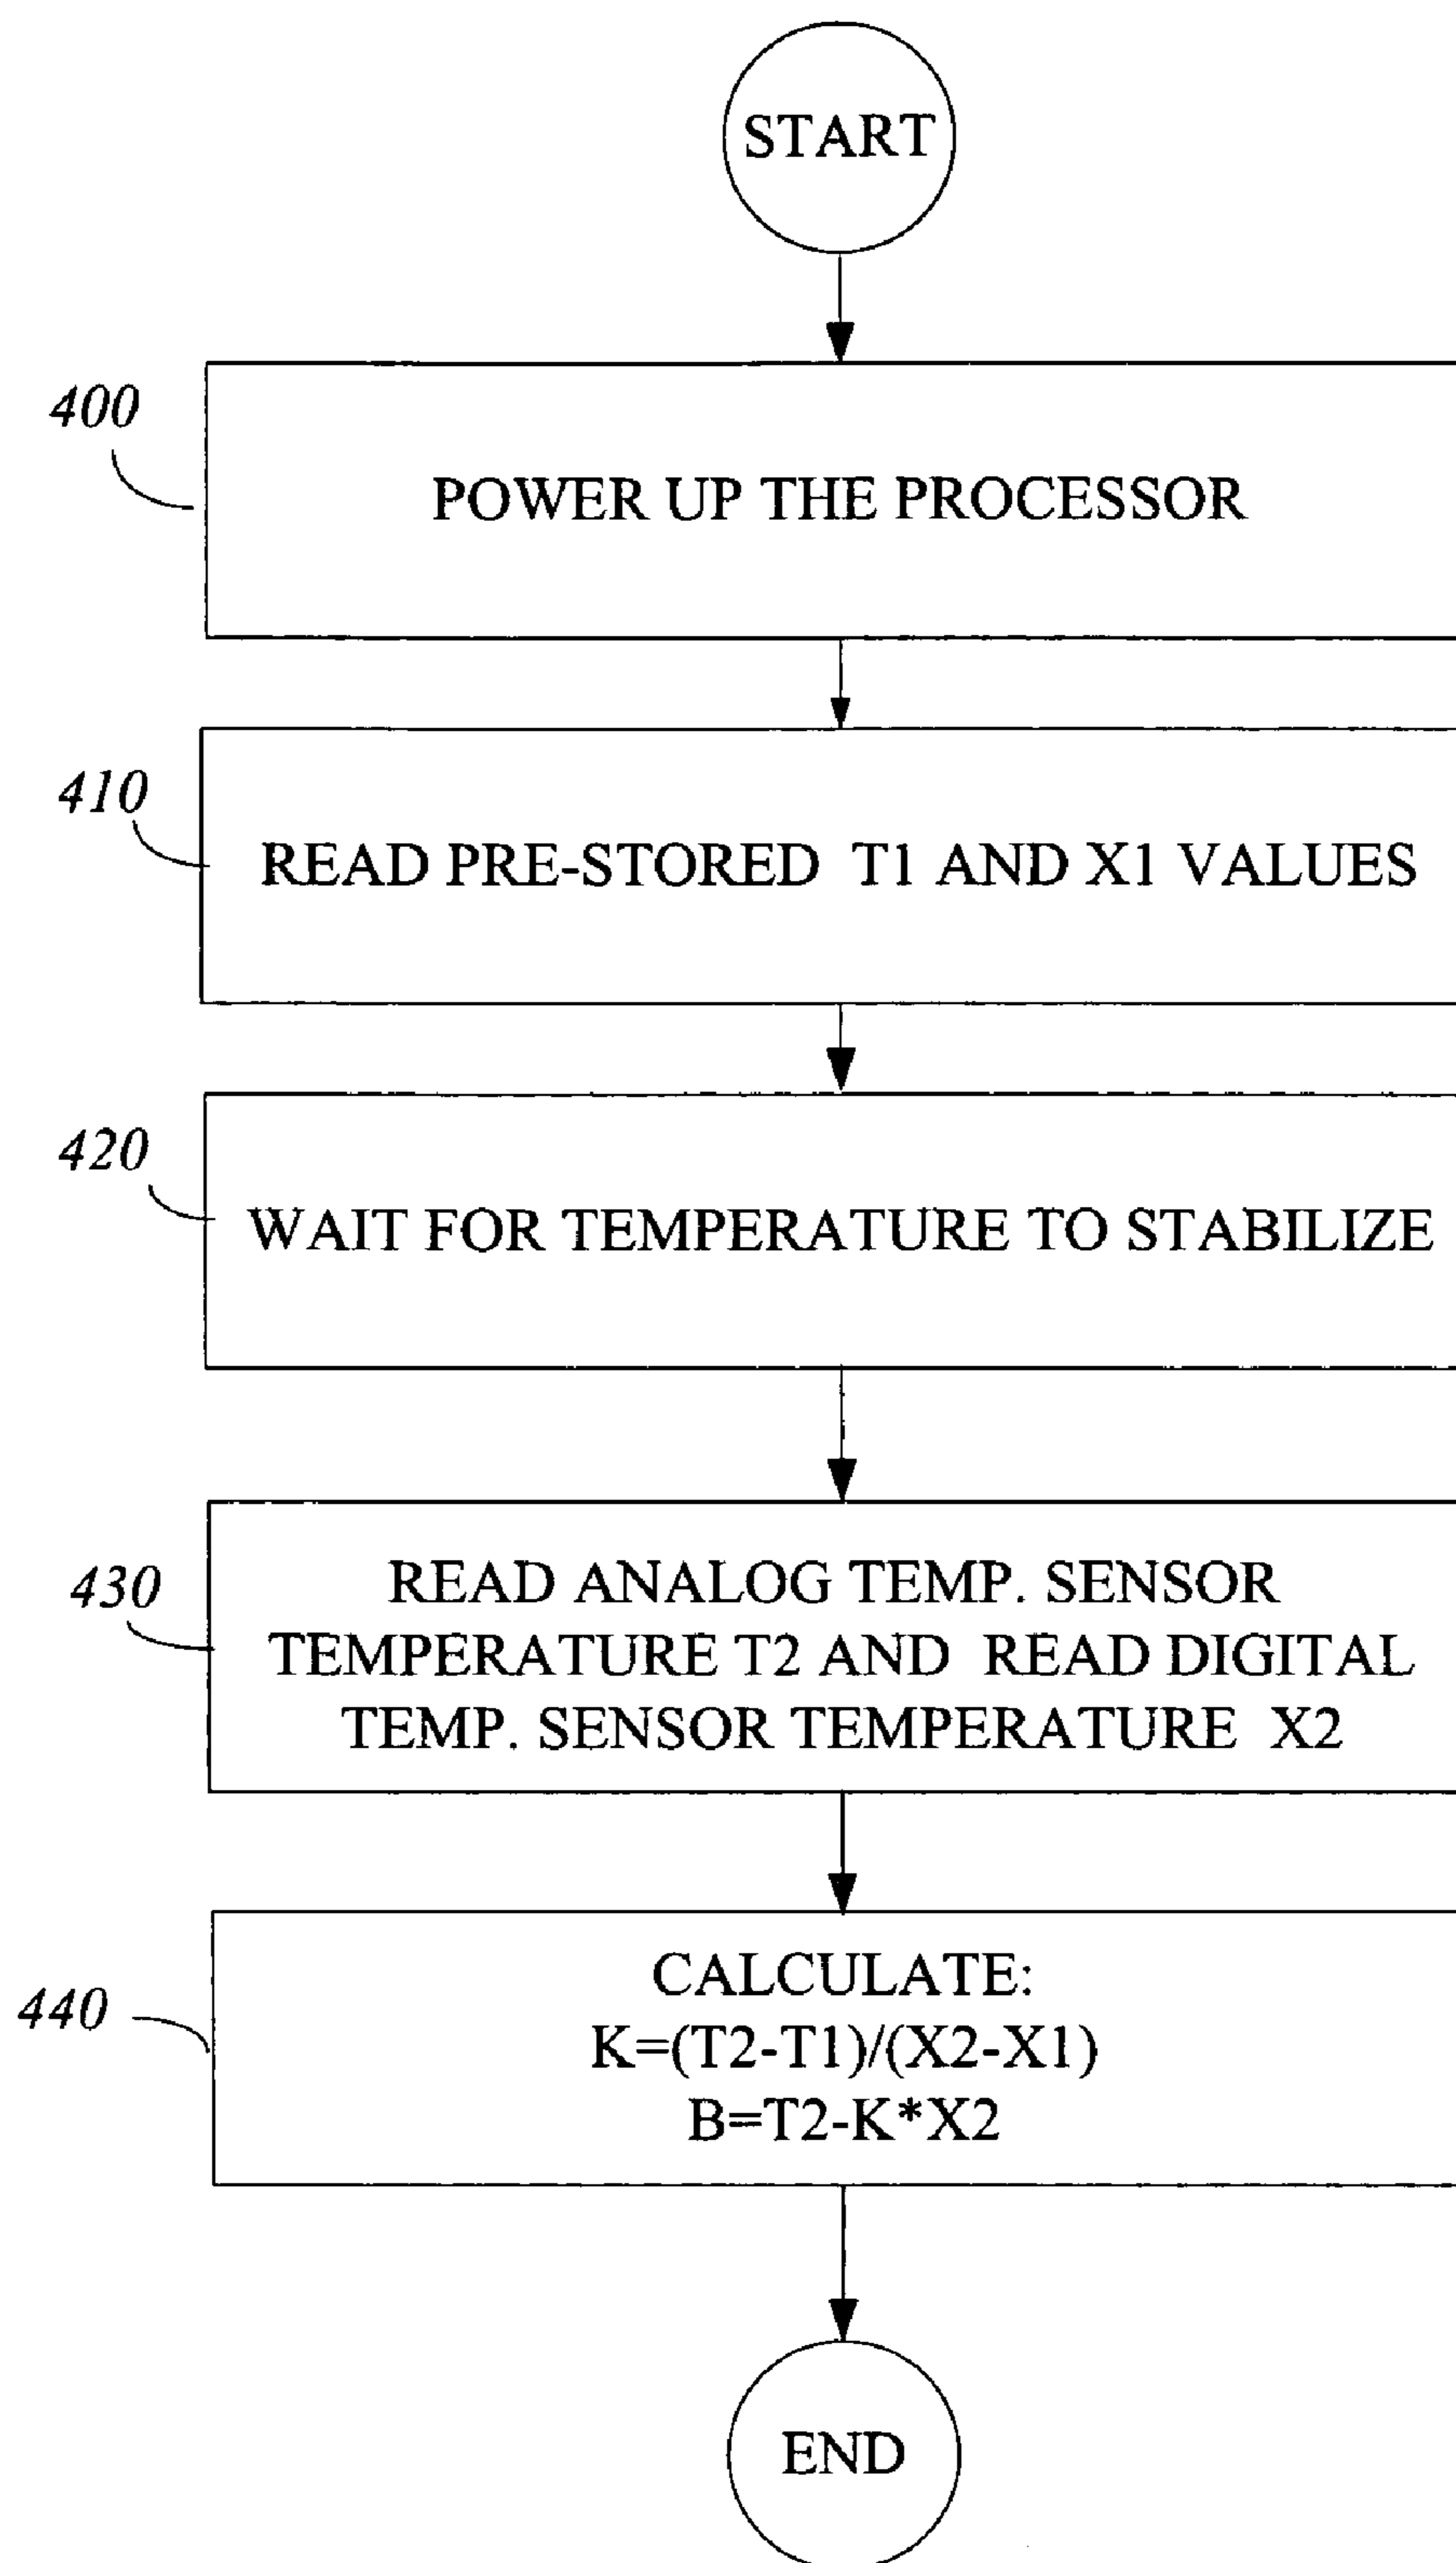 START
400
POWER UP THE PROCESSOR
410
READ PRE-STORED T1 AND X1 VALUES
420
WAIT FOR TEMPERATURE TO STABILIZE
430
READ ANALOG TEMP. SENSOR
TEMPERATURE T2 AND READ DIGITAL
TEMP. SENSOR TEMPERATURE X2
440
CALCULATE:
K=(T2-T1)/(X2-X1)
B=T2-K*X2
END